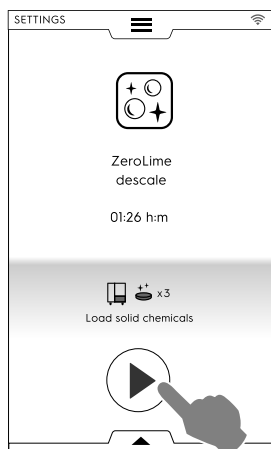 SETTINGS
ZeroLime
descale
01:26 h:m
x3
Load solid chemicals